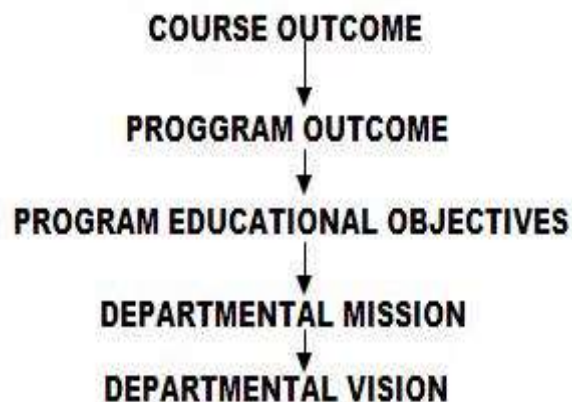 COURSE OUTCOME
PROGGRAM OUTCOME
PROGRAM EDUCATIONAL OBJECTIVES
DEPARTMENTAL MISSION
DEPARTMENTAL VISION